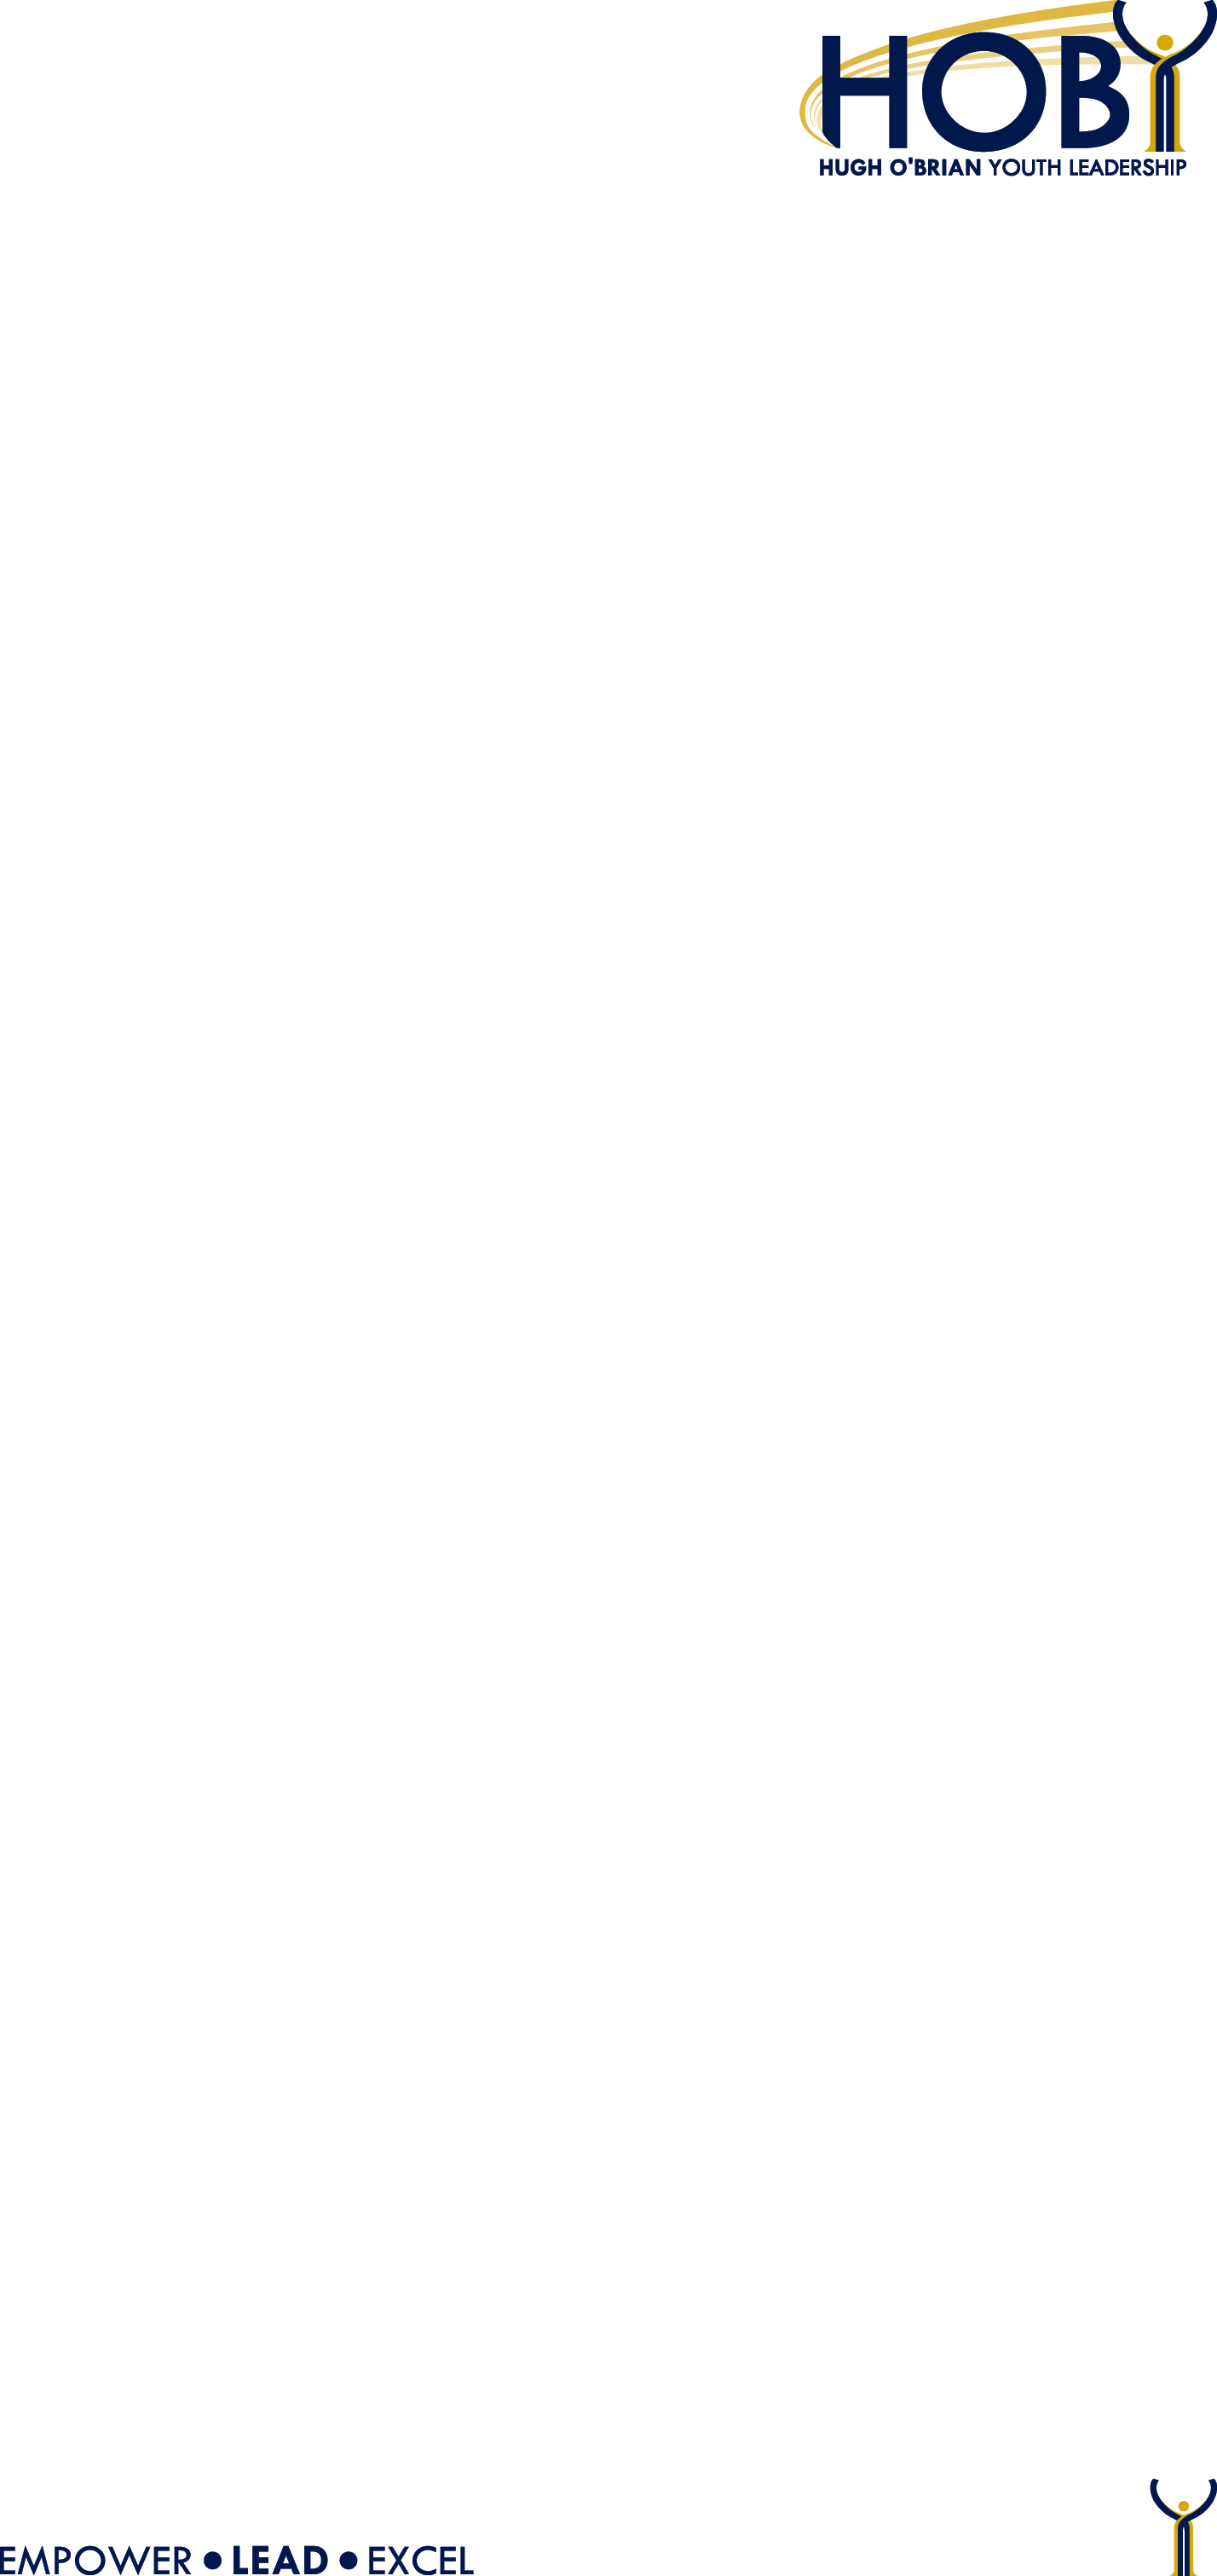 HOBY
HUGH O'BRIAN YOUTH LEADERSHIP
EMPOWER • LEAD • EXCEL